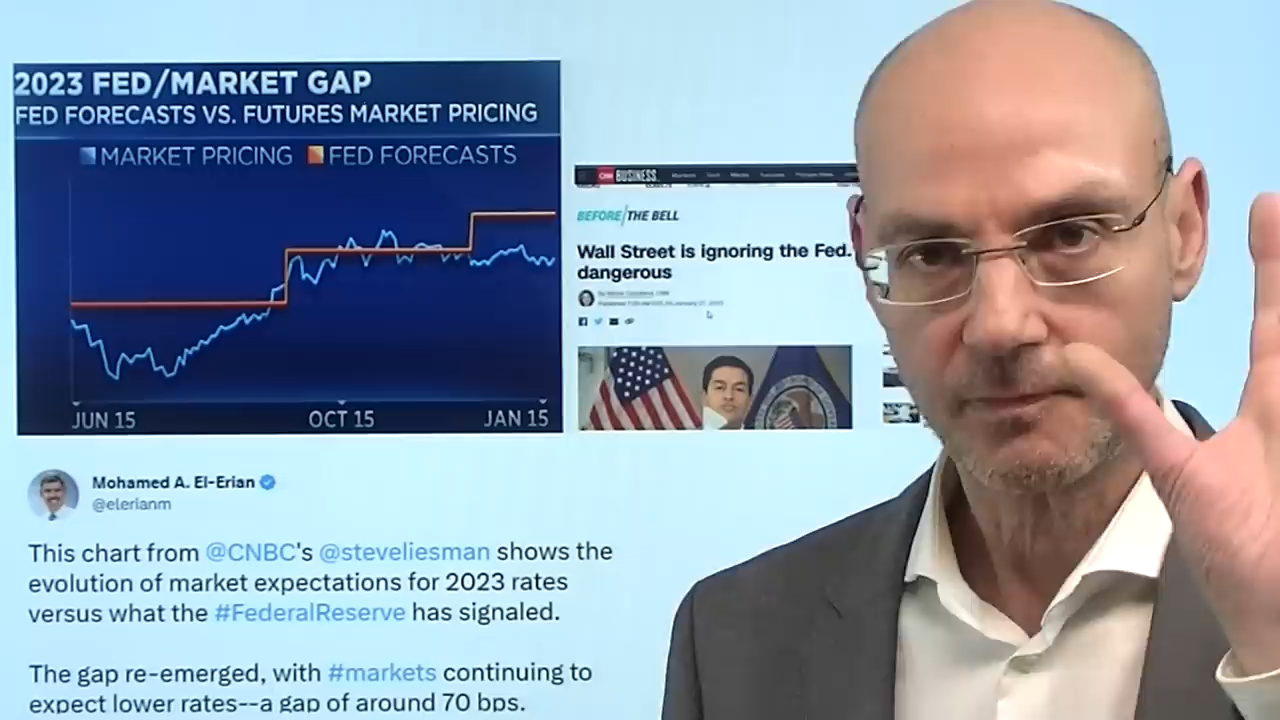 2023 FED/MARKET GAP
FED FORECASTS VS. FUTURES MARKET PRICING
MARKET PRICING FED FORECASTS
JUN 15 OCT 15 JAN 15
CNN BUSINESS
BEFORE/THE BELL
Wall Street is ignoring the Fed.
dangerous
Mohamed A. El-Erian
@elerianm
This chart from @CNBC's @steveliesman shows the
evolution of market expectations for 2023 rates
versus what the #FederalReserve has signaled.
The gap re-emerged, with #markets continuing to
expect lower rates--a gap of around 70 bps.